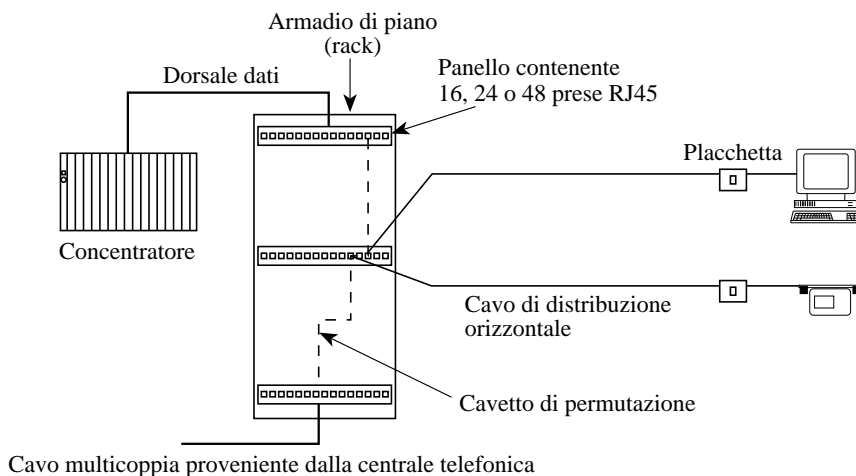 Armadio di piano
(rack)
Dorsale dati
Panello contenente
16, 24 o 48 prese RJ45
Placchetta
Concentratore
Cavo di distribuzione
orizzontale
Cavetto di permutazione
Cavo multicoppia proveniente dalla centrale telefonica